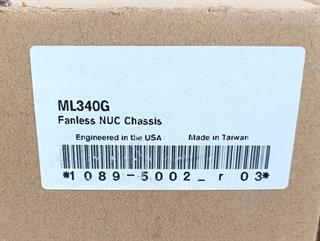 ML340G
Fanless NUC Chassis
Engineered in the USA Made in Taiwan
*1089-5002_r03*